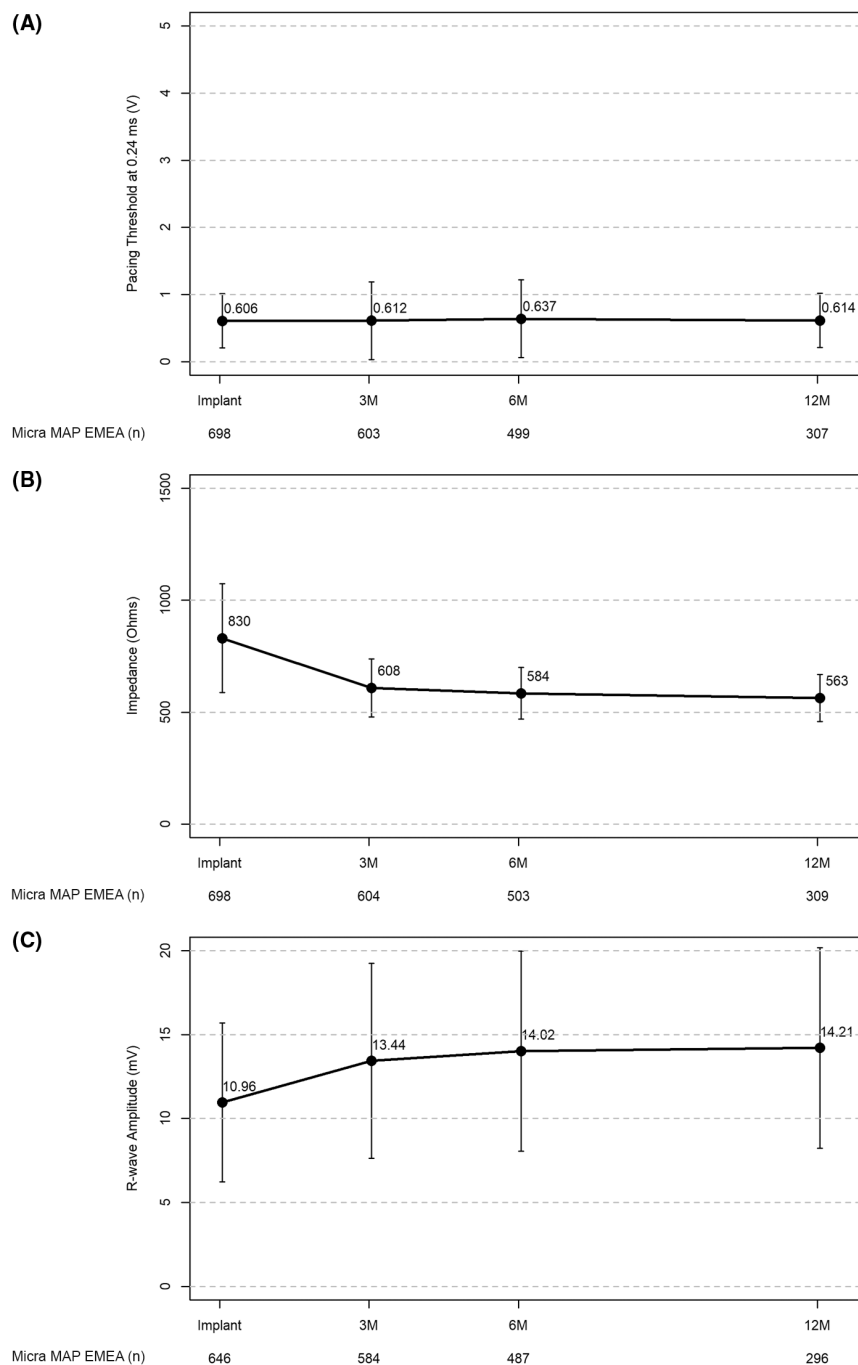 (A)
Pacing Threshold at 0.24 ms (V)
5
4
3
2
1
0
0.606
0.612
0.637
0.614
Implant 3M 6M 12M
Micra MAP EMEA (n) 698 603 499 307
(B)
Impedance (Ohms)
1500
1000
500
0
830
608
584
563
Implant 3M 6M 12M
Micra MAP EMEA (n) 698 604 503 309
(C)
R-wave Amplitude (mV)
20
15
10
5
0
10.96
13.44
14.02
14.21
Implant 3M 6M 12M
Micra MAP EMEA (n) 646 584 487 296